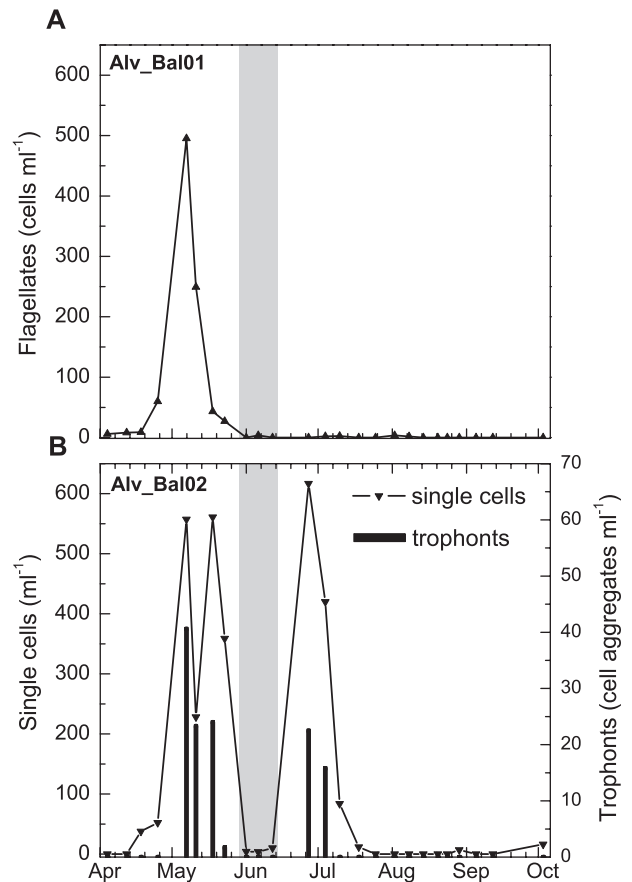 A
Alv_Bal01
600
500
400
300
200
100
0
Flagellates (cells ml⁻¹)
B
Alv_Bal02
single cells
trophonts
600
500
400
300
200
100
0
Single cells (ml⁻¹)
70
60
50
40
30
20
10
0
Trophonts (cell aggregates ml⁻¹)
Apr May Jun Jul Aug Sep Oct